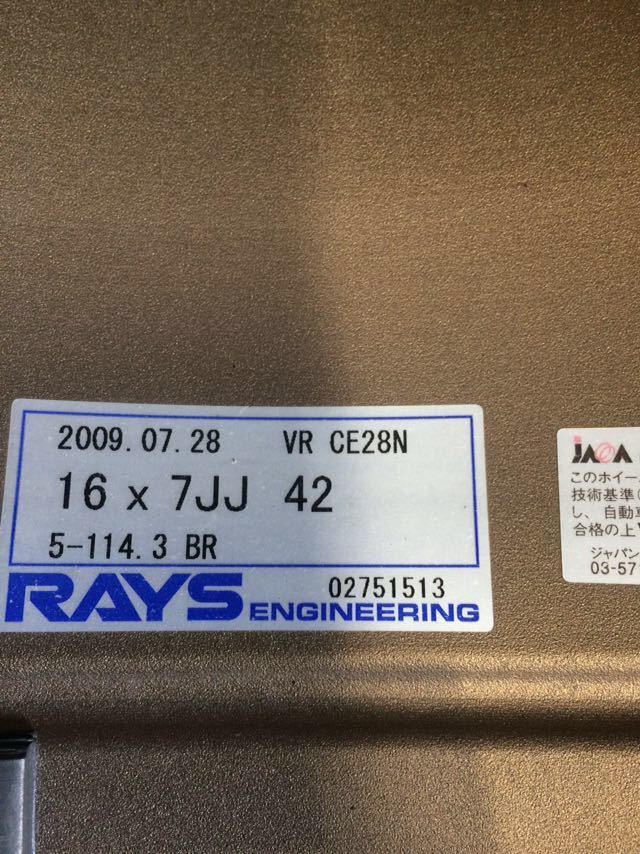 2009.07.28 VR CE28N
16 x 7JJ 42
5-114.3 BR
02751513
RAYS ENGINEERING
JAWA
このホイー
技術基準
し、自動
合格の上
ジャパン
03-57